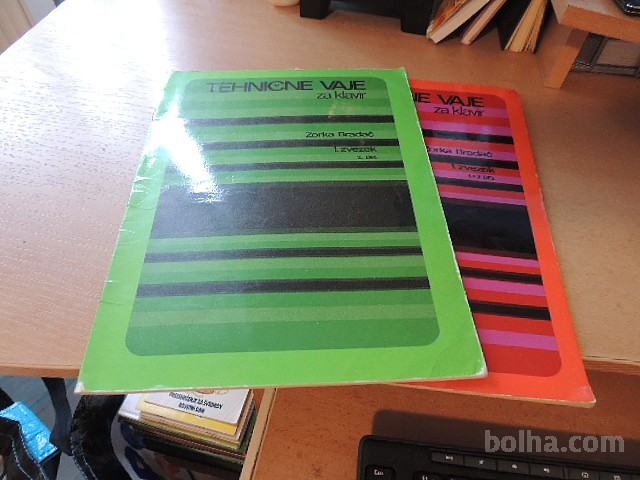 TEHNIČNE VAJE
za klavir
Zorka Bradač
I. zvezek
NE VAJE
za klavir
Zorka Bradač
I. zvezek
bolha.com